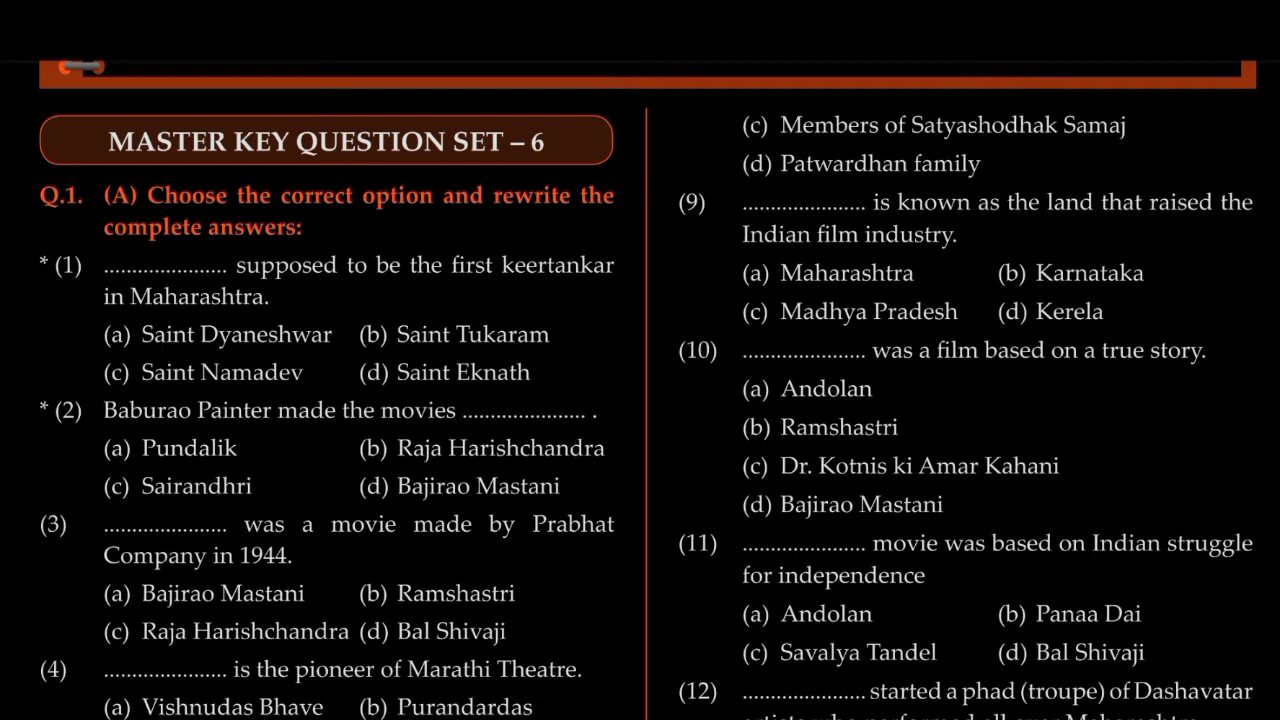 MASTER KEY QUESTION SET – 6
Q.1. (A) Choose the correct option and rewrite the
complete answers:
* (1) ...................... supposed to be the first keertankar
in Maharashtra.
(a) Saint Dyaneshwar (b) Saint Tukaram
(c) Saint Namadev (d) Saint Eknath
* (2) Baburao Painter made the movies ...................... .
(a) Pundalik (b) Raja Harishchandra
(c) Sairandhri (d) Bajirao Mastani
(3) ...................... was a movie made by Prabhat
Company in 1944.
(a) Bajirao Mastani (b) Ramshastri
(c) Raja Harishchandra (d) Bal Shivaji
(4) ...................... is the pioneer of Marathi Theatre.
(a) Vishnudas Bhave (b) Purandardas
(c) Members of Satyashodhak Samaj
(d) Patwardhan family
(9) ...................... is known as the land that raised the
Indian film industry.
(a) Maharashtra (b) Karnataka
(c) Madhya Pradesh (d) Kerela
(10) ...................... was a film based on a true story.
(a) Andolan
(b) Ramshastri
(c) Dr. Kotnis ki Amar Kahani
(d) Bajirao Mastani
(11) ...................... movie was based on Indian struggle
for independence
(a) Andolan (b) Panaa Dai
(c) Savalya Tandel (d) Bal Shivaji
(12) ...................... started a phad (troupe) of Dashavatar
artists who performed all over Maharashtra